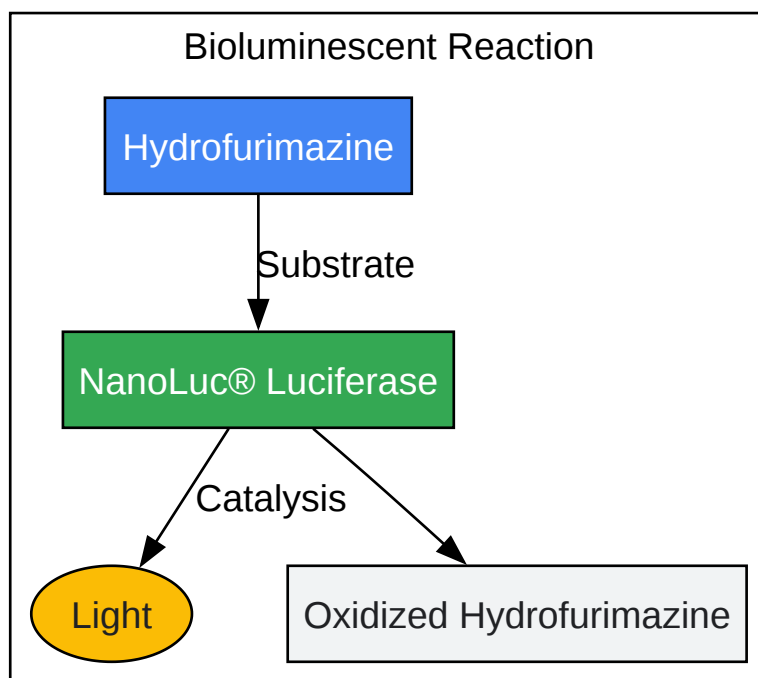 Bioluminescent Reaction
Hydrofurimazine
Substrate
NanoLuc® Luciferase
Catalysis
Light
Oxidized Hydrofurimazine